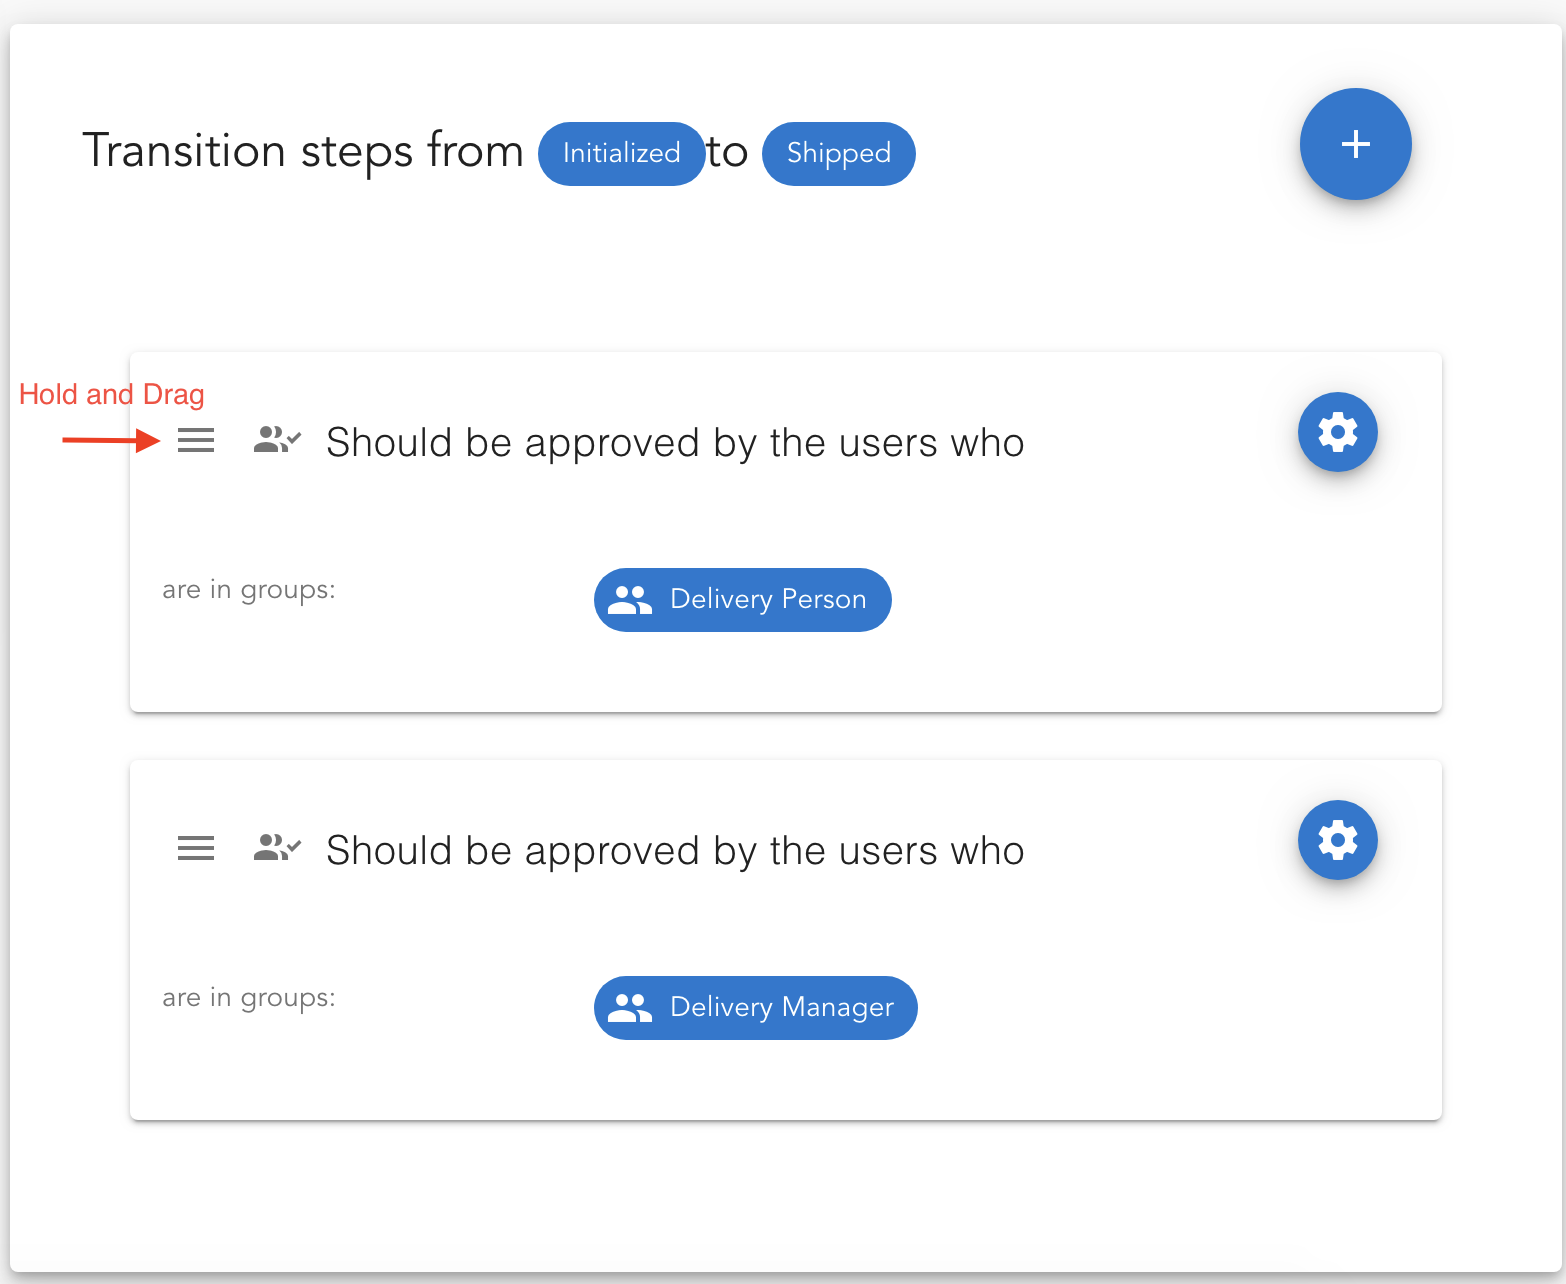 Transition steps from Initialized to Shipped
Hold and Drag
Should be approved by the users who
are in groups: Delivery Person
Should be approved by the users who
are in groups: Delivery Manager